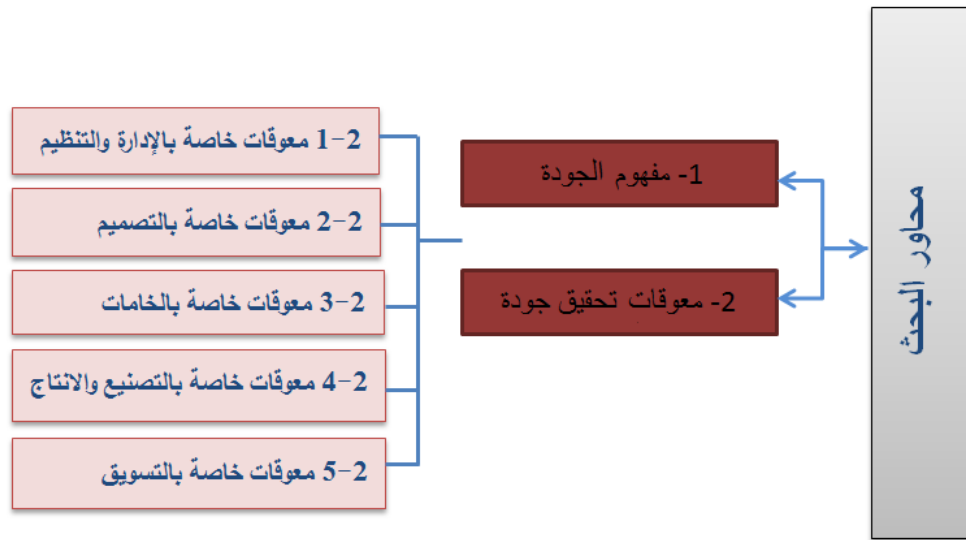 محاور البحث
1- مفهوم الجودة
2- معوقات تحقيق جودة
1-2 معوقات خاصة بالإدارة والتنظيم
2-2 معوقات خاصة بالتصميم
3-2 معوقات خاصة بالخامات
4-2 معوقات خاصة بالتصنيع والانتاج
5-2 معوقات خاصة بالتسويق